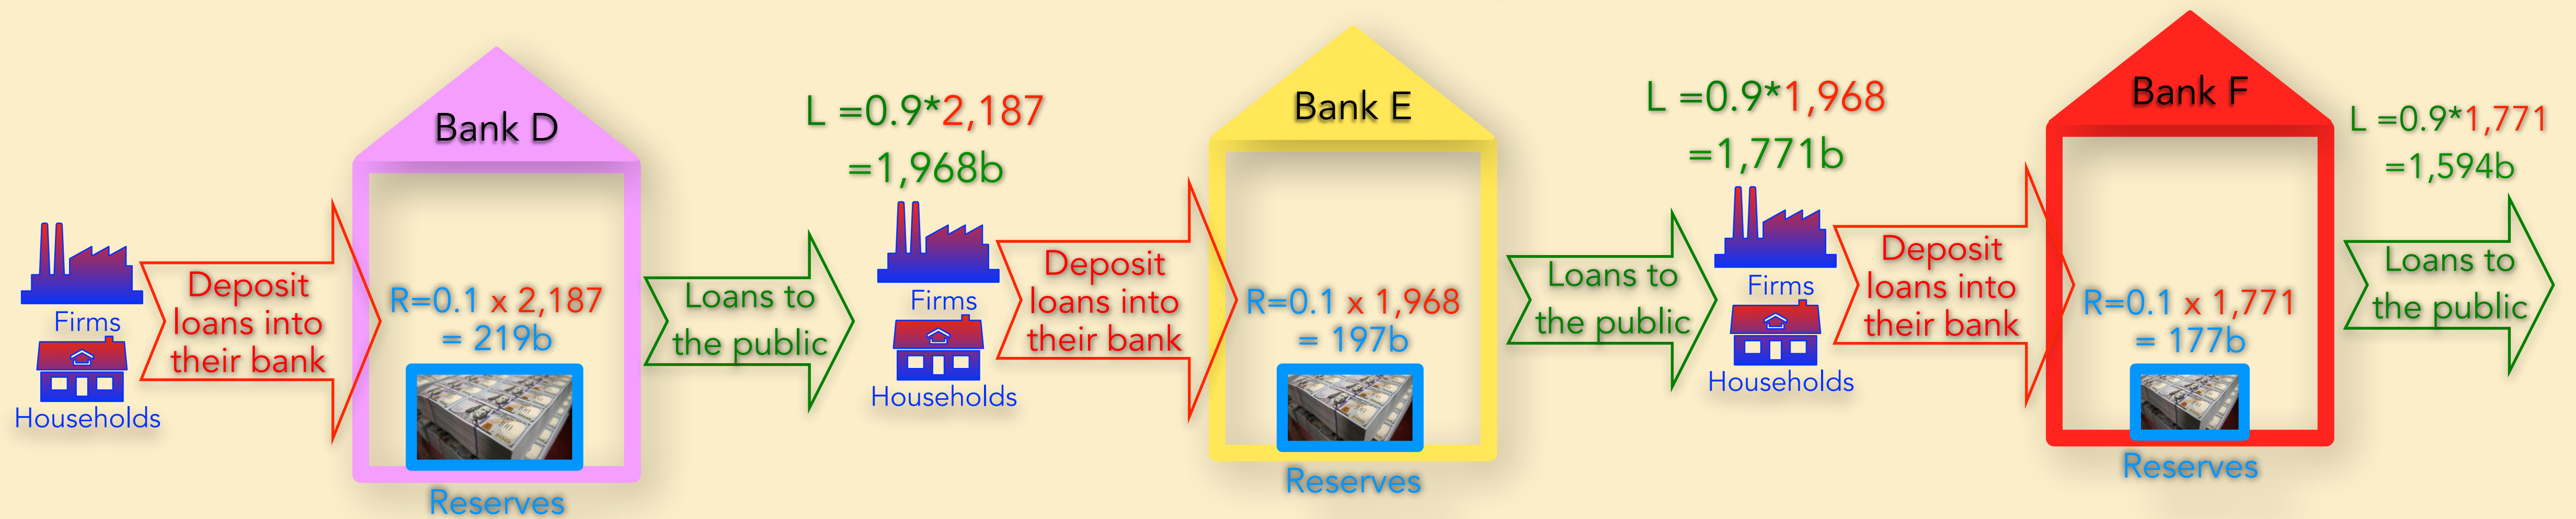 Firms
Households
Deposit
loans into
their bank
Bank D
R=0.1 x 2,187
= 219b
Reserves
Loans to
the public
L =0.9*2,187
=1,968b
Firms
Households
Deposit
loans into
their bank
Bank E
R=0.1 x 1,968
= 197b
Reserves
Loans to
the public
L =0.9*1,968
=1,771b
Firms
Households
Deposit
loans into
their bank
Bank F
R=0.1 x 1,771
= 177b
Reserves
L =0.9*1,771
=1,594b
Loans to
the public